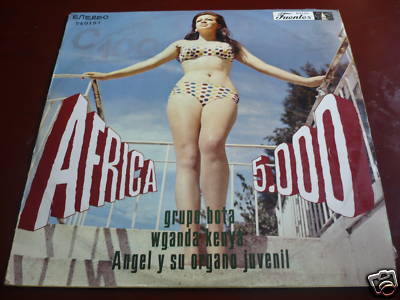 ESTEREO
Fuentes
AFRICA
5.000
grupo bota
wganda-kenya
Angel y su organo juvenil